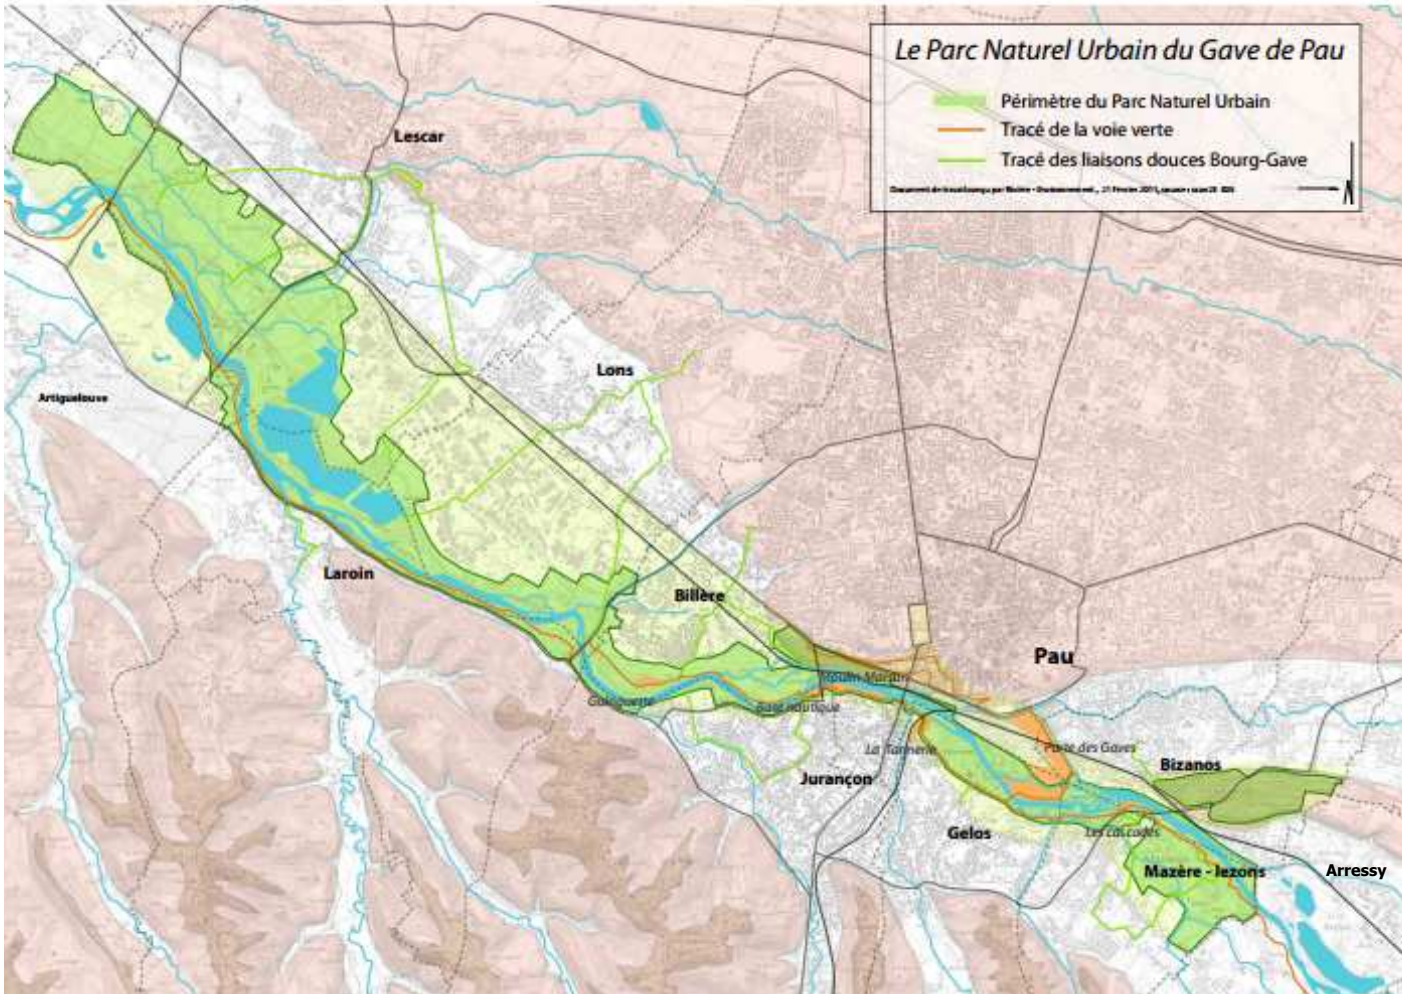 Le Parc Naturel Urbain du Gave de Pau
Périmètre du Parc Naturel Urbain
Tracé de la voie verte
Tracé des liaisons douces Bourg-Gave
N
Lescar
Lons
Artiguelouve
Laroin
Billère
Pau
Guinguette
Base nautique
La Tannerie
Porte des Gaves
Bizanos
Jurançon
Gelos
Les cascades
Mazère - lezons
Arressy